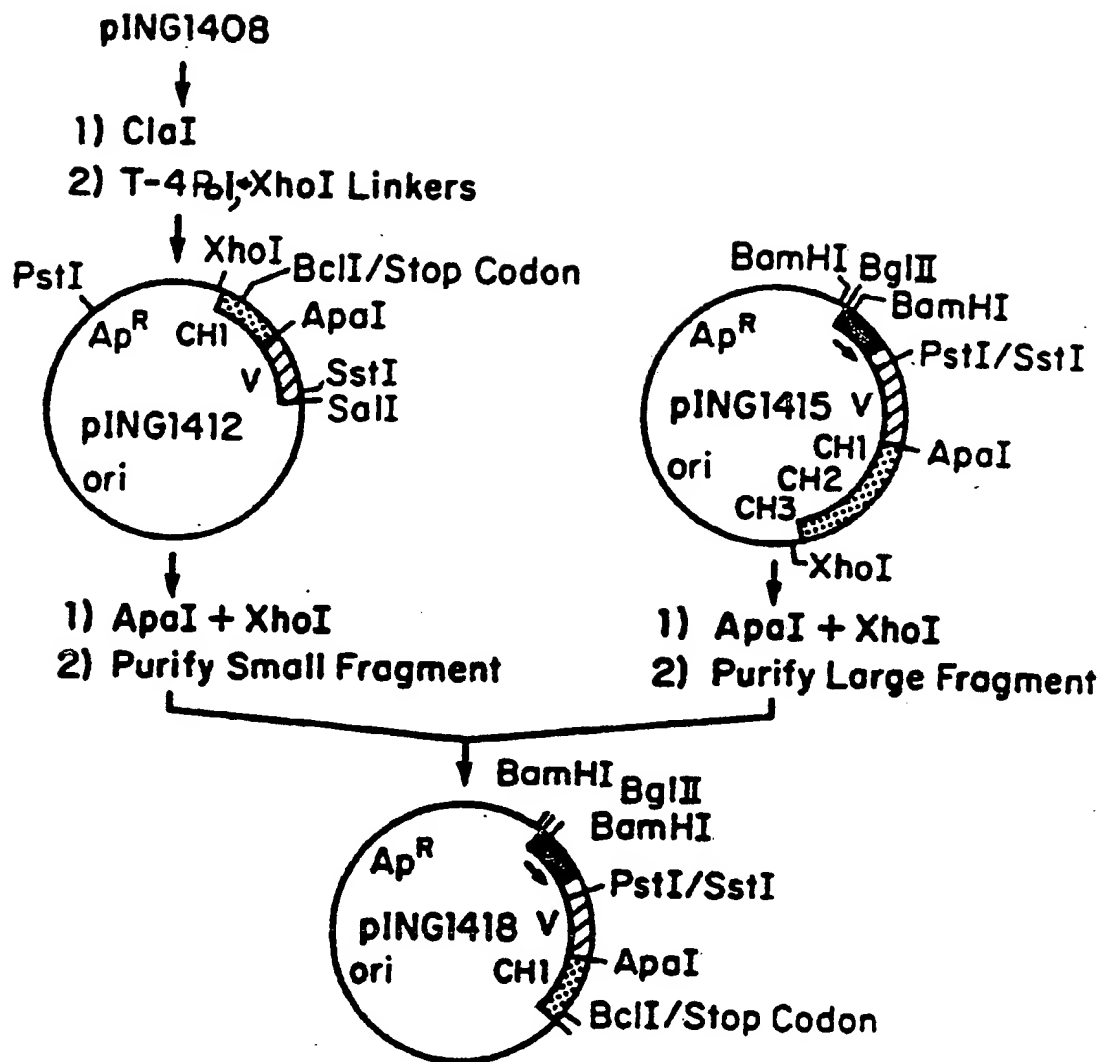 pING1408
1) ClaI
2) T-4 Pol, XhoI Linkers
PstI
XhoI
BclI/Stop Codon
ApaI
SstI
SalI
Ap^R
CH1
V
pING1412
ori
1) ApaI + XhoI
2) Purify Small Fragment
BamHI
BglII
BamHI
PstI/SstI
ApaI
XhoI
Ap^R
pING1415
V
CH1
CH2
CH3
ori
1) ApaI + XhoI
2) Purify Large Fragment
BamHI
BglII
BamHI
PstI/SstI
ApaI
BclI/Stop Codon
Ap^R
pING1418
V
CH1
ori